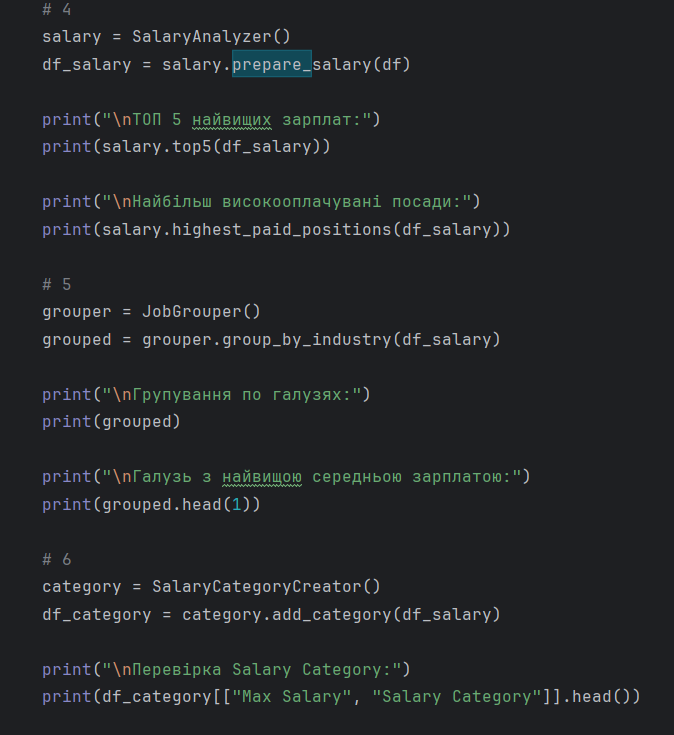 # 4
salary = SalaryAnalyzer()
df_salary = salary.prepare_salary(df)
print("\nТОП 5 найвищих зарплат:")
print(salary.top5(df_salary))
print("\nНайбільш високооплачувані посади:")
print(salary.highest_paid_positions(df_salary))
# 5
grouper = JobGrouper()
grouped = grouper.group_by_industry(df_salary)
print("\nГрупування по галузях:")
print(grouped)
print("\nГалузь з найвищою середньою зарплатою:")
print(grouped.head(1))
# 6
category = SalaryCategoryCreator()
df_category = category.add_category(df_salary)
print("\nПеревірка Salary Category:")
print(df_category[["Max Salary", "Salary Category"]].head())